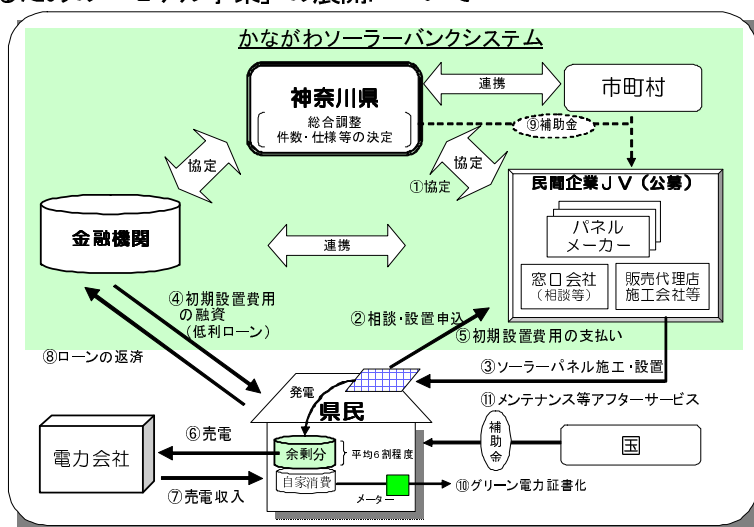 かながわソーラーバンクシステム
神奈川県
総合調整
件数・仕様等の決定
連携
市町村
⑨補助金
協定
①協定
協定
民間企業JV(公募)
パネル
メーカー
窓口会社
(相談等)
販売代理店
施工会社等
金融機関
連携
④初期設置費用
の融資
(低利ローン)
②相談・設置申込
⑤初期設置費用の支払い
⑧ローンの返済
③ソーラーパネル施工・設置
発電
県民
⑪メンテナンス等アフターサービス
電力会社
⑥売電
余剰分
平均6割程度
補助金
国
自家消費
メーター
⑦売電収入
⑩グリーン電力証書化